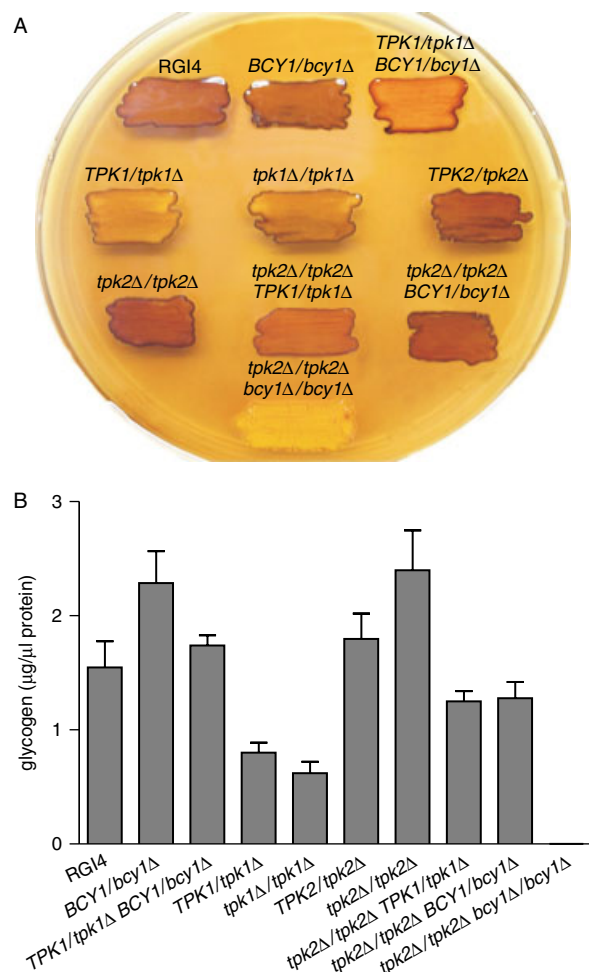 A
RGI4
BCY1/bcy1Δ
TPK1/tpk1Δ
BCY1/bcy1Δ
TPK1/tpk1Δ
tpk1Δ/tpk1Δ
TPK2/tpk2Δ
tpk2Δ/tpk2Δ
tpk2Δ/tpk2Δ
TPK1/tpk1Δ
tpk2Δ/tpk2Δ
BCY1/bcy1Δ
tpk2Δ/tpk2Δ
bcy1Δ/bcy1Δ
B
3
2
1
0
glycogen (µg/µl protein)
RGI4
BCY1/bcy1Δ
TPK1/tpk1Δ BCY1/bcy1Δ
TPK1/tpk1Δ
tpk1Δ/tpk1Δ
TPK2/tpk2Δ
tpk2Δ/tpk2Δ
tpk2Δ/tpk2Δ TPK1/tpk1Δ
tpk2Δ/tpk2Δ BCY1/bcy1Δ
tpk2Δ/tpk2Δ bcy1Δ/bcy1Δ